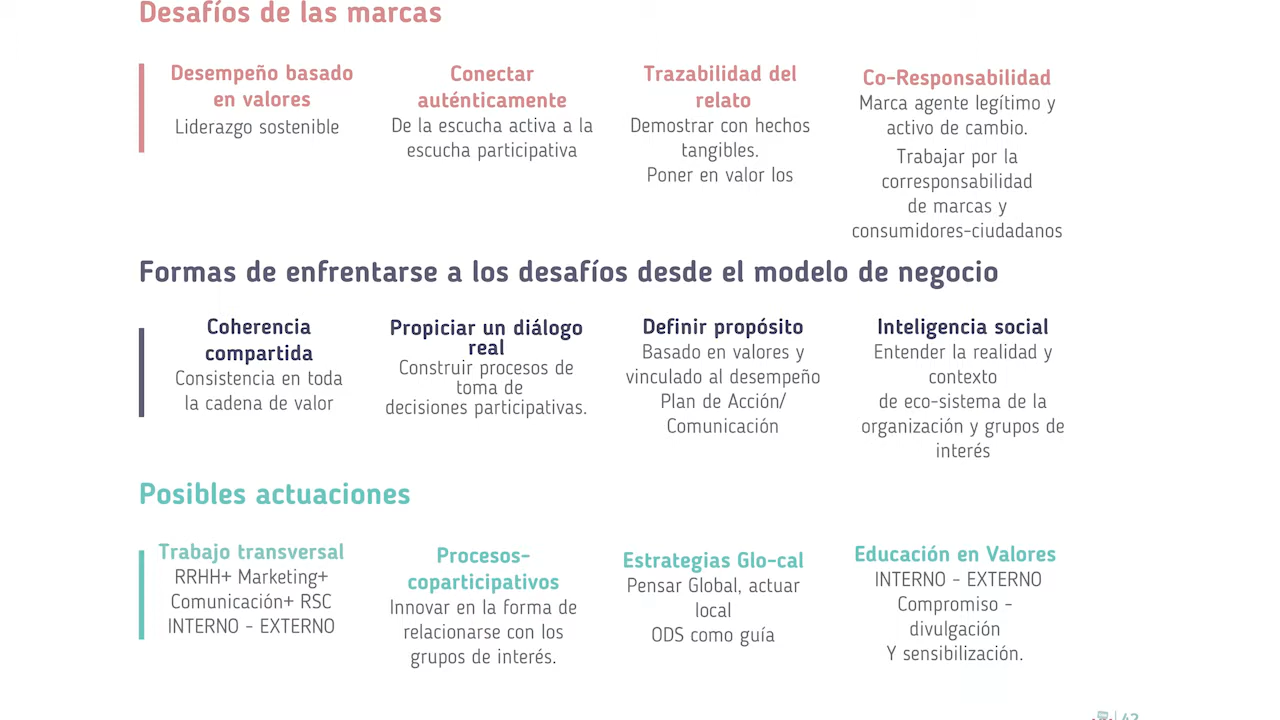 Desafíos de las marcas
Desempeño basado
en valores
Liderazgo sostenible
Conectar
auténticamente
De la escucha activa a la
escucha participativa
Trazabilidad del
relato
Demostrar con hechos
tangibles.
Poner en valor los
Co-Responsabilidad
Marca agente legítimo y
activo de cambio.
Trabajar por la
corresponsabilidad
de marcas y
consumidores-ciudadanos
Formas de enfrentarse a los desafíos desde el modelo de negocio
Coherencia
compartida
Consistencia en toda
la cadena de valor
Propiciar un diálogo
real
Construir procesos de
toma de
decisiones participativas.
Definir propósito
Basado en valores y
vinculado al desempeño
Plan de Acción/
Comunicación
Inteligencia social
Entender la realidad y
contexto
de eco-sistema de la
organización y grupos de
interés
Posibles actuaciones
Trabajo transversal
RRHH+ Marketing+
Comunicación+ RSC
INTERNO - EXTERNO
Procesos-
coparticipativos
Innovar en la forma de
relacionarse con los
grupos de interés.
Estrategias Glo-cal
Pensar Global, actuar
local
ODS como guía
Educación en Valores
INTERNO - EXTERNO
Compromiso -
divulgación
Y sensibilización.
42